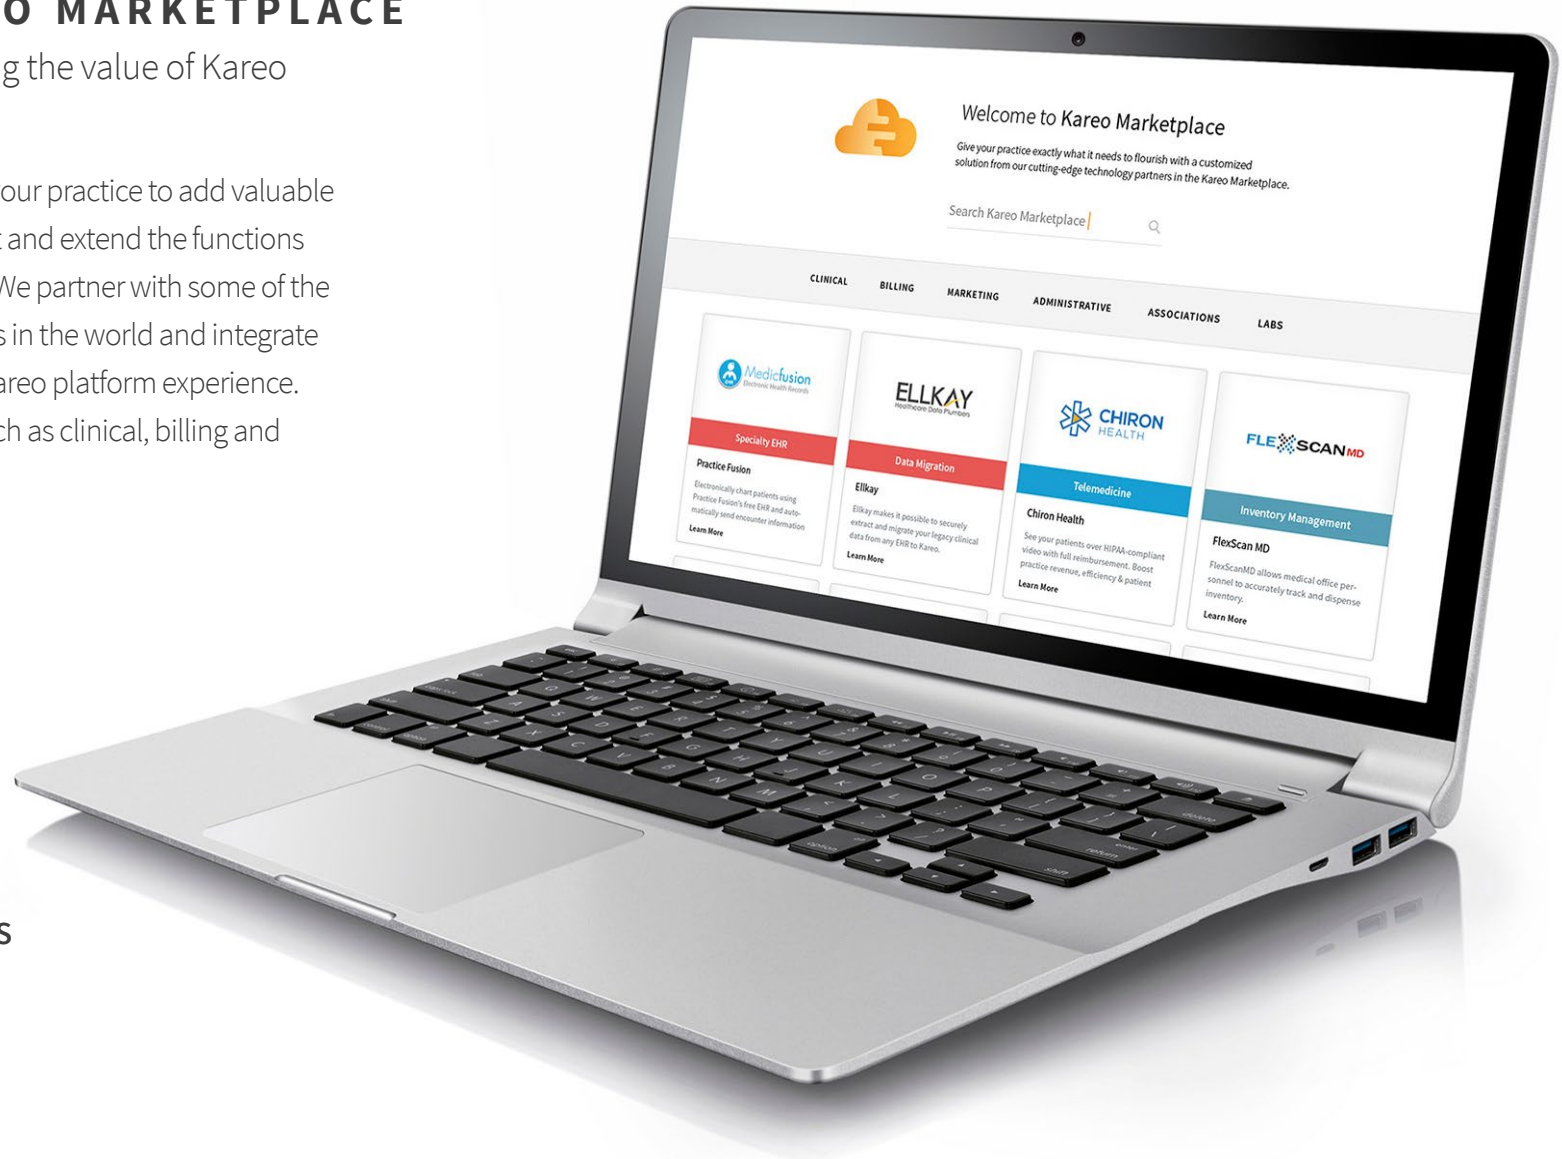 O MARKETPLACE
g the value of Kareo
our practice to add valuable
t and extend the functions
We partner with some of the
s in the world and integrate
areo platform experience.
ch as clinical, billing and
S
Welcome to Kareo Marketplace
Give your practice exactly what it needs to flourish with a customized
solution from our cutting-edge technology partners in the Kareo Marketplace.
Search Kareo Marketplace
CLINICAL BILLING MARKETING ADMINISTRATIVE ASSOCIATIONS LABS
Medicfusion
Electronic Health Records
EHR
Specialty EHR
Practice Fusion
Electronically chart patients using
Practice Fusion's free EHR and auto-
matically send encounter information
Learn More
ELLKAY
Healthcare Data Plumbers
Data Migration
Ellkay
Ellkay makes it possible to securely
extract and migrate your legacy clinical
data from any EHR to Kareo.
Learn More
CHIRON
HEALTH
Telemedicine
Chiron Health
See your patients over HIPAA-compliant
video with full reimbursement. Boost
practice revenue, efficiency & patient
Learn More
FLEXSCANMD
Inventory Management
FlexScan MD
FlexScanMD allows medical office per-
sonnel to accurately track and dispense
inventory.
Learn More